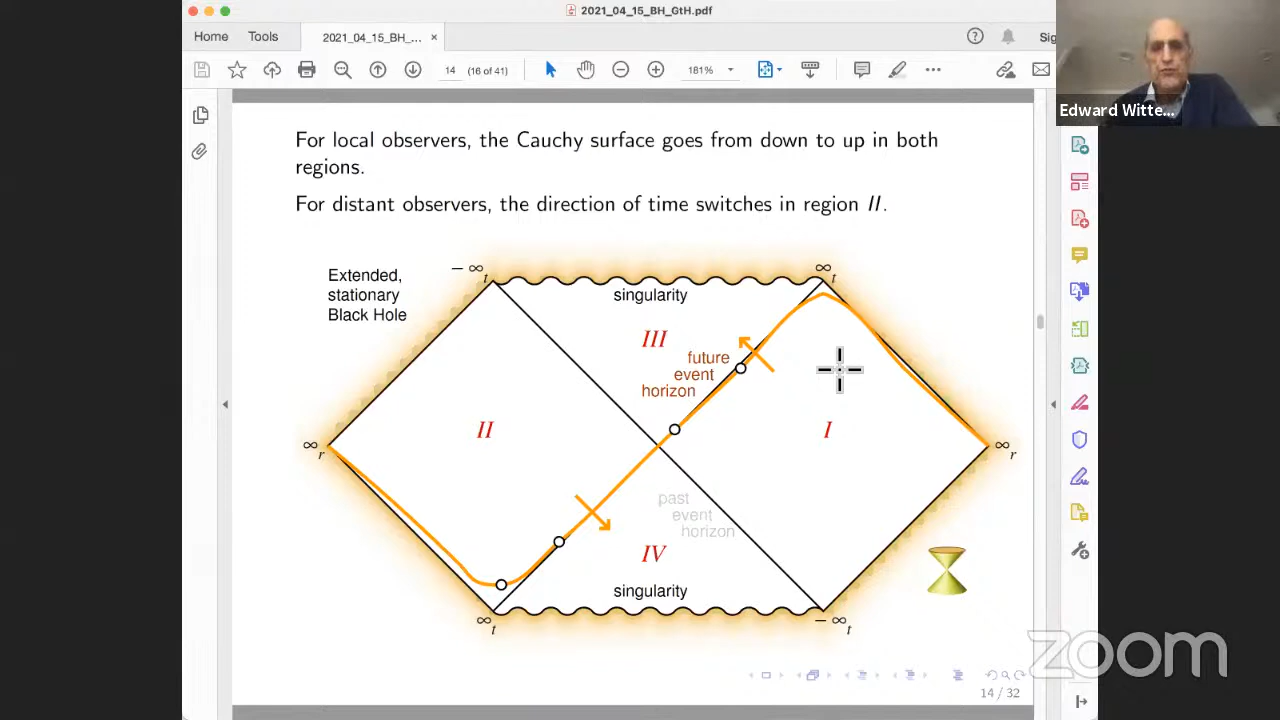 2021_04_15_BH_GtH.pdf
Home Tools 2021_04_15_BH_... ×
14 (16 of 41) 181%
Edward Witte...
For local observers, the Cauchy surface goes from down to up in both
regions.
For distant observers, the direction of time switches in region II.
Extended,
stationary
Black Hole
− ∞ t
∞ t
singularity
III
future
event
horizon
II
I
∞ r
∞ r
past
event
horizon
IV
singularity
∞ t
− ∞ t
zoom
14 / 32